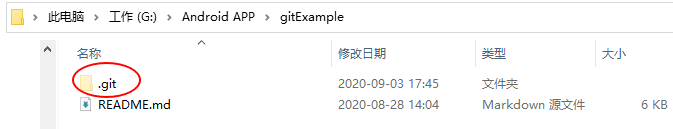 此电脑 > 工作 (G:) > Android APP > gitExample
名称 修改日期 类型 大小
.git 2020-09-03 17:45 文件夹
README.md 2020-08-28 14:04 Markdown 源文件 6 KB